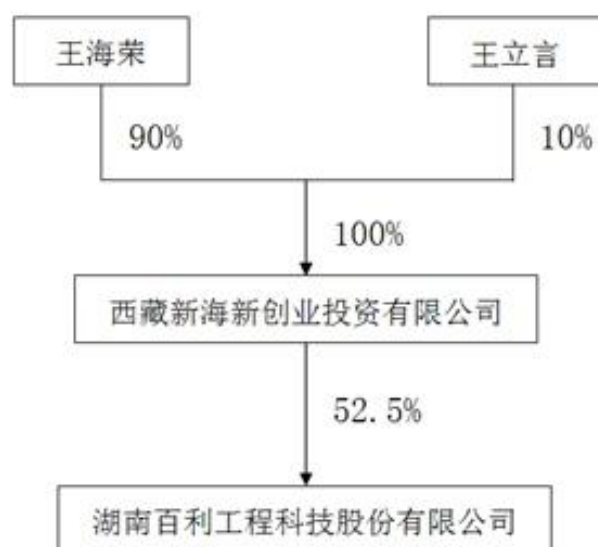 王海荣
王立言
90%
10%
100%
西藏新海新创业投资有限公司
52.5%
湖南百利工程科技股份有限公司